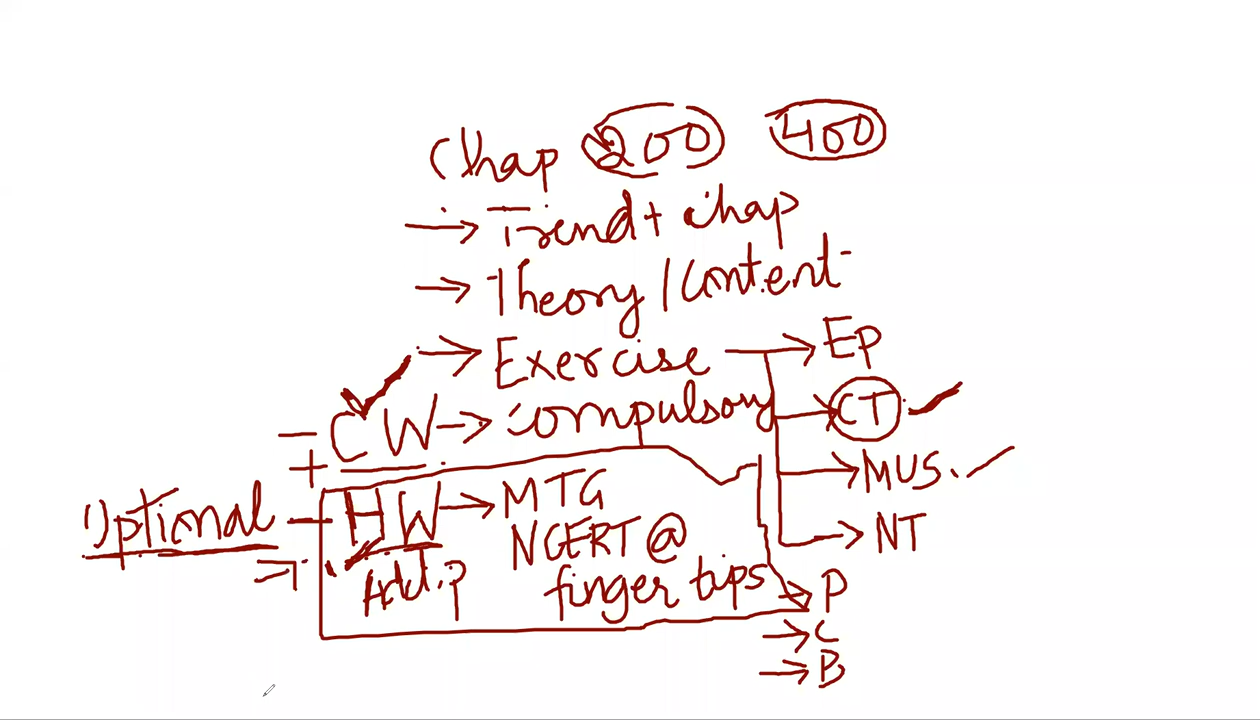 Chap 200 400
→ Trend + chap
→ Theory / Content
→ Exercise → Ep
CW → compulsory → CT
→ MUS.
Optional - HW → MTG
NCERT @ → NT
Add. p finger tips → P
→ C
→ B